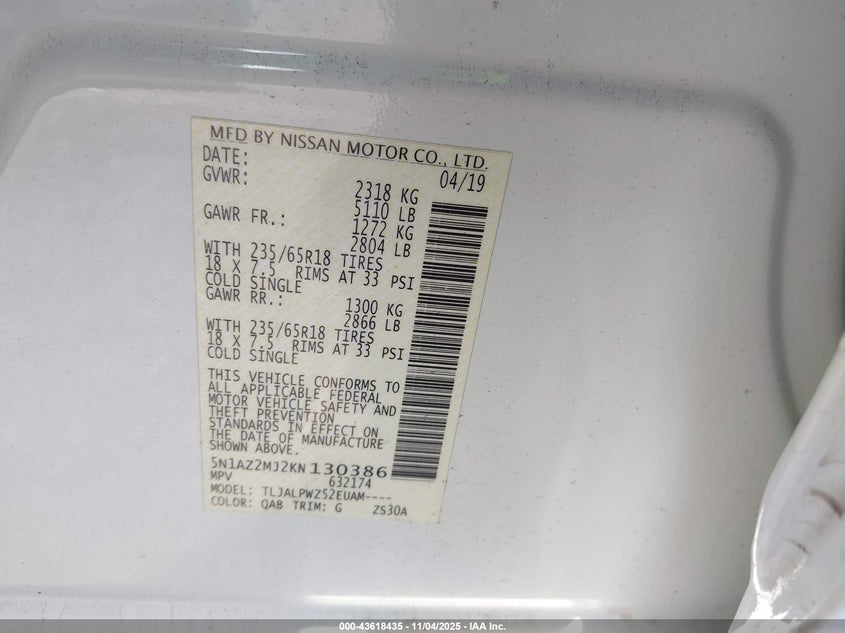 MFD BY NISSAN MOTOR CO., LTD.
DATE: 04/19
GVWR: 2318 KG
5110 LB
GAWR FR.: 1272 KG
2804 LB
WITH 235/65R18 TIRES
18 X 7.5 RIMS AT 33 PSI
COLD SINGLE
GAWR RR.: 1300 KG
2866 LB
WITH 235/65R18 TIRES
18 X 7.5 RIMS AT 33 PSI
COLD SINGLE
THIS VEHICLE CONFORMS TO
ALL APPLICABLE FEDERAL
MOTOR VEHICLE SAFETY AND
THEFT PREVENTION
STANDARDS IN EFFECT ON
THE DATE OF MANUFACTURE
SHOWN ABOVE.
5N1AZ2MJ2KN130386
MPV 632174
MODEL: TLJALPWZ52EUAM----
COLOR: QAB TRIM: G ZS30A
000-43618435 - 11/04/2025 - IAA Inc.